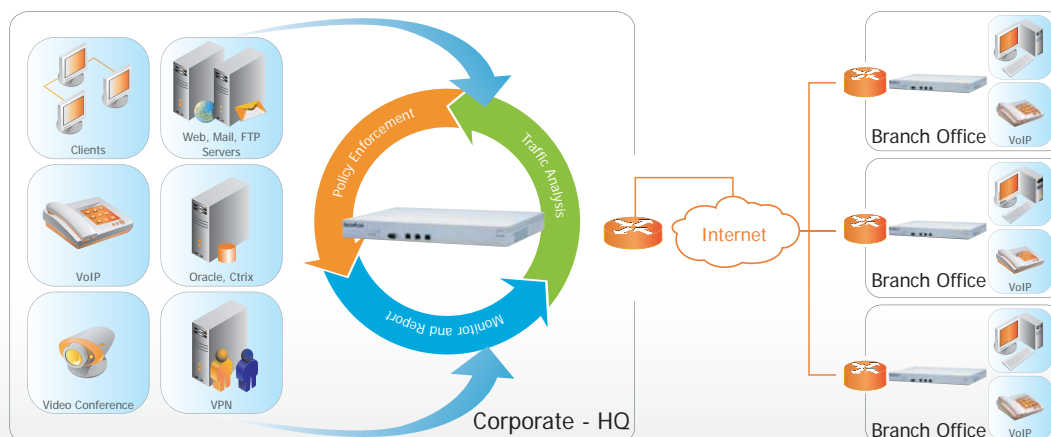 Clients
Web, Mail, FTP
Servers
VoIP
Oracle, Ctrix
Video Conference
VPN
Policy Enforcement
Traffic Analysis
Monitor and Report
Corporate - HQ
Internet
Branch Office
VoIP
Branch Office
VoIP
Branch Office
VoIP